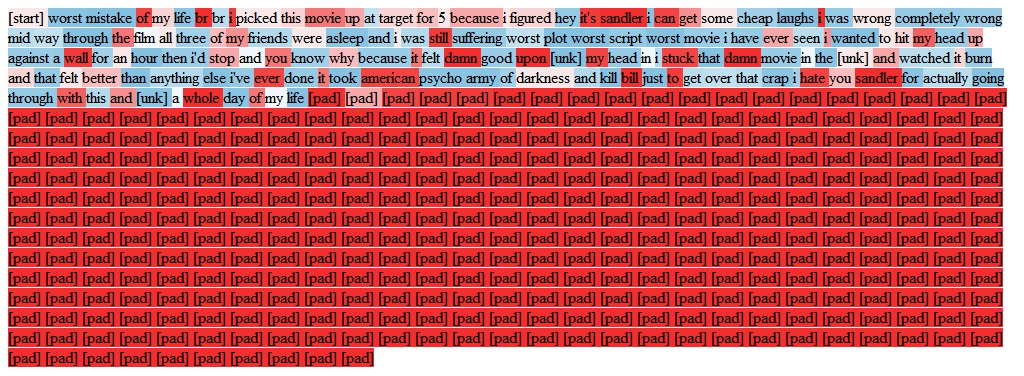 [start] worst mistake of my life br br i picked this movie up at target for 5 because i figured hey it's sandler i can get some cheap laughs i was wrong completely wrong
mid way through the film all three of my friends were asleep and i was still suffering worst plot worst script worst movie i have ever seen i wanted to hit my head up
against a wall for an hour then i'd stop and you know why because it felt damn good upon [unk] my head in i stuck that damn movie in the [unk] and watched it burn
and that felt better than anything else i've ever done it took american psycho army of darkness and kill bill just to get over that crap i hate you sandler for actually going
through with this and [unk] a whole day of my life [pad] [pad] [pad] [pad] [pad] [pad] [pad] [pad] [pad] [pad] [pad] [pad] [pad] [pad] [pad] [pad] [pad] [pad] [pad]
[pad] [pad] [pad] [pad] [pad] [pad] [pad] [pad] [pad] [pad] [pad] [pad] [pad] [pad] [pad] [pad] [pad] [pad] [pad] [pad] [pad] [pad] [pad] [pad] [pad] [pad] [pad]
[pad] [pad] [pad] [pad] [pad] [pad] [pad] [pad] [pad] [pad] [pad] [pad] [pad] [pad] [pad] [pad] [pad] [pad] [pad] [pad] [pad] [pad] [pad] [pad] [pad] [pad] [pad]
[pad] [pad] [pad] [pad] [pad] [pad] [pad] [pad] [pad] [pad] [pad] [pad] [pad] [pad] [pad] [pad] [pad] [pad] [pad] [pad] [pad] [pad] [pad] [pad] [pad] [pad] [pad]
[pad] [pad] [pad] [pad] [pad] [pad] [pad] [pad] [pad] [pad] [pad] [pad] [pad] [pad] [pad] [pad] [pad] [pad] [pad] [pad] [pad] [pad] [pad] [pad] [pad] [pad] [pad]
[pad] [pad] [pad] [pad] [pad] [pad] [pad] [pad] [pad] [pad] [pad] [pad] [pad] [pad] [pad] [pad] [pad] [pad] [pad] [pad] [pad] [pad] [pad] [pad] [pad] [pad] [pad]
[pad] [pad] [pad] [pad] [pad] [pad] [pad] [pad] [pad] [pad] [pad] [pad] [pad] [pad] [pad] [pad] [pad] [pad] [pad] [pad] [pad] [pad] [pad] [pad] [pad] [pad] [pad]
[pad] [pad] [pad] [pad] [pad] [pad] [pad] [pad] [pad] [pad] [pad] [pad] [pad] [pad] [pad] [pad] [pad] [pad] [pad] [pad] [pad] [pad] [pad] [pad] [pad] [pad] [pad]
[pad] [pad] [pad] [pad] [pad] [pad] [pad] [pad] [pad] [pad] [pad] [pad] [pad] [pad] [pad] [pad] [pad] [pad] [pad] [pad] [pad] [pad] [pad] [pad] [pad] [pad] [pad]
[pad] [pad] [pad] [pad] [pad] [pad] [pad] [pad] [pad] [pad] [pad] [pad] [pad] [pad] [pad] [pad] [pad] [pad] [pad] [pad] [pad] [pad] [pad] [pad] [pad] [pad] [pad]
[pad] [pad] [pad] [pad] [pad] [pad] [pad] [pad] [pad] [pad] [pad] [pad] [pad] [pad] [pad] [pad] [pad] [pad] [pad] [pad] [pad] [pad] [pad] [pad] [pad] [pad] [pad]
[pad] [pad] [pad] [pad] [pad] [pad] [pad] [pad] [pad] [pad] [pad] [pad] [pad] [pad] [pad] [pad] [pad] [pad] [pad] [pad] [pad] [pad] [pad] [pad] [pad] [pad] [pad]
[pad] [pad] [pad] [pad] [pad] [pad] [pad] [pad] [pad] [pad] [pad] [pad] [pad] [pad] [pad] [pad] [pad] [pad] [pad] [pad] [pad] [pad] [pad] [pad] [pad] [pad] [pad]
[pad] [pad] [pad] [pad] [pad] [pad] [pad] [pad] [pad] [pad]